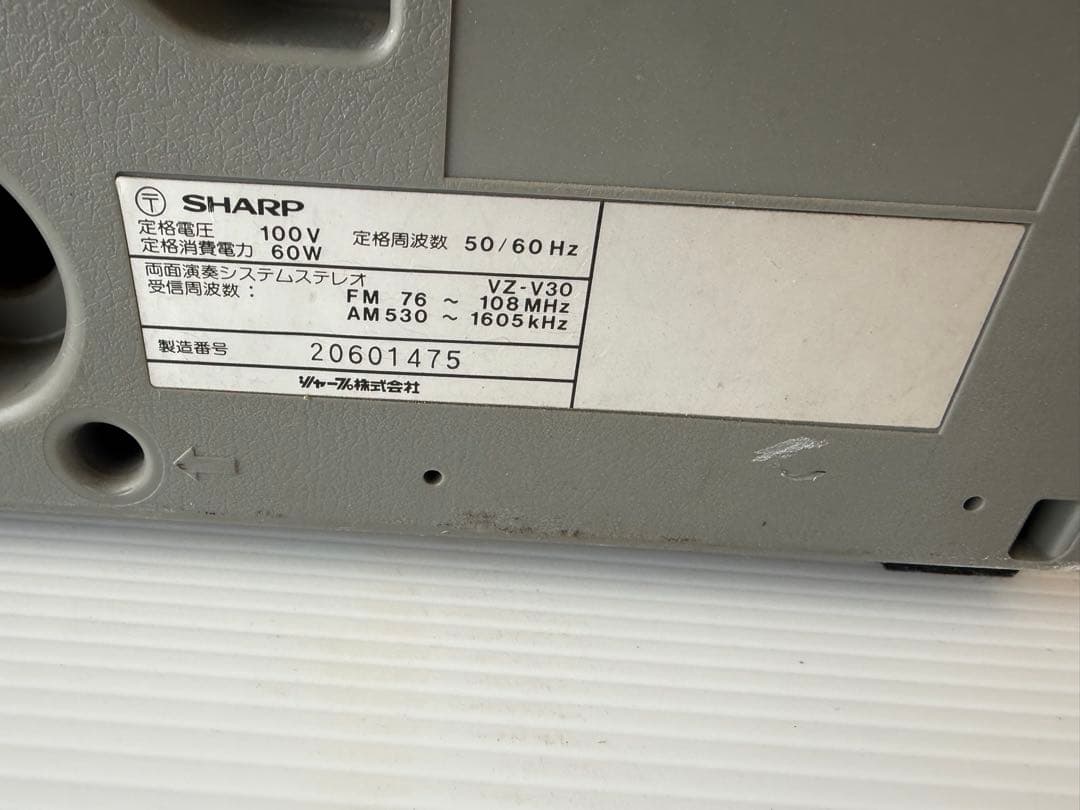 〒 SHARP
定格電圧 100V 定格周波数 50/60Hz
定格消費電力 60W
両面演奏システムステレオ VZ-V30
受信周波数： FM 76 ～ 108MHz
AM530 ～ 1605kHz
製造番号 20601475
シャープ株式会社